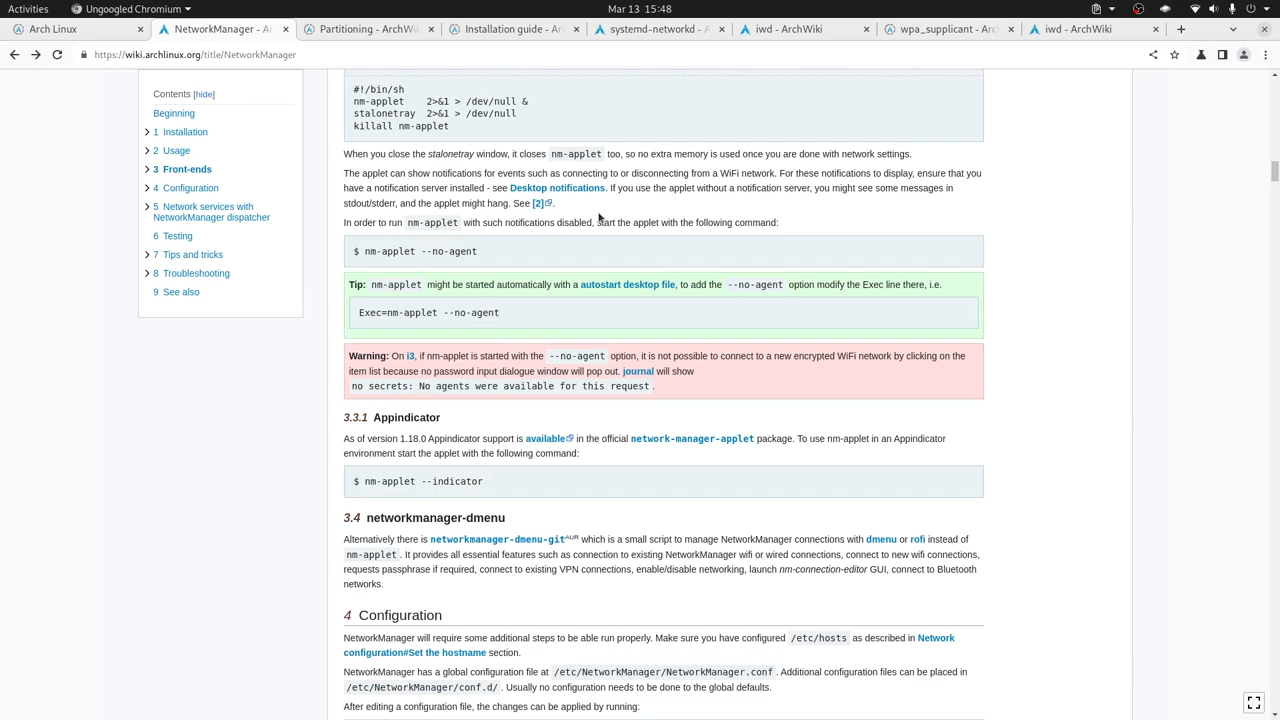 Activities
Ungoogled Chromium
Mar 13 15:48
Arch Linux
NetworkManager - Ar
Partitioning - ArchWiki
Installation guide - An
systemd-networkd - A
iwd - ArchWiki
wpa_supplicant - Arc
iwd - ArchWiki
https://wiki.archlinux.org/title/NetworkManager
Contents [hide]
Beginning
1 Installation
2 Usage
3 Front-ends
4 Configuration
5 Network services with
NetworkManager dispatcher
6 Testing
7 Tips and tricks
8 Troubleshooting
9 See also
#!/bin/sh
nm-applet 2>&1 > /dev/null &
stalonetray 2>&1 > /dev/null
killall nm-applet
When you close the stalonetray window, it closes nm-applet too, so no extra memory is used once you are done with network settings.
The applet can show notifications for events such as connecting to or disconnecting from a WiFi network. For these notifications to display, ensure that you
have a notification server installed - see Desktop notifications. If you use the applet without a notification server, you might see some messages in
stdout/stderr, and the applet might hang. See [2].
In order to run nm-applet with such notifications disabled, start the applet with the following command:
$ nm-applet --no-agent
Tip: nm-applet might be started automatically with a autostart desktop file, to add the --no-agent option modify the Exec line there, i.e.
Exec=nm-applet --no-agent
Warning: On i3, if nm-applet is started with the --no-agent option, it is not possible to connect to a new encrypted WiFi network by clicking on the
item list because no password input dialogue window will pop out. journal will show
no secrets: No agents were available for this request.
3.3.1 Appindicator
As of version 1.18.0 Appindicator support is available in the official network-manager-applet package. To use nm-applet in an Appindicator
environment start the applet with the following command:
$ nm-applet --indicator
3.4 networkmanager-dmenu
Alternatively there is networkmanager-dmenu-gitAUR which is a small script to manage NetworkManager connections with dmenu or rofi instead of
nm-applet. It provides all essential features such as connection to existing NetworkManager wifi or wired connections, connect to new wifi connections,
requests passphrase if required, connect to existing VPN connections, enable/disable networking, launch nm-connection-editor GUI, connect to Bluetooth
networks.
4 Configuration
NetworkManager will require some additional steps to be able run properly. Make sure you have configured /etc/hosts as described in Network
configuration#Set the hostname section.
NetworkManager has a global configuration file at /etc/NetworkManager/NetworkManager.conf. Additional configuration files can be placed in
/etc/NetworkManager/conf.d/. Usually no configuration needs to be done to the global defaults.
After editing a configuration file, the changes can be applied by running: